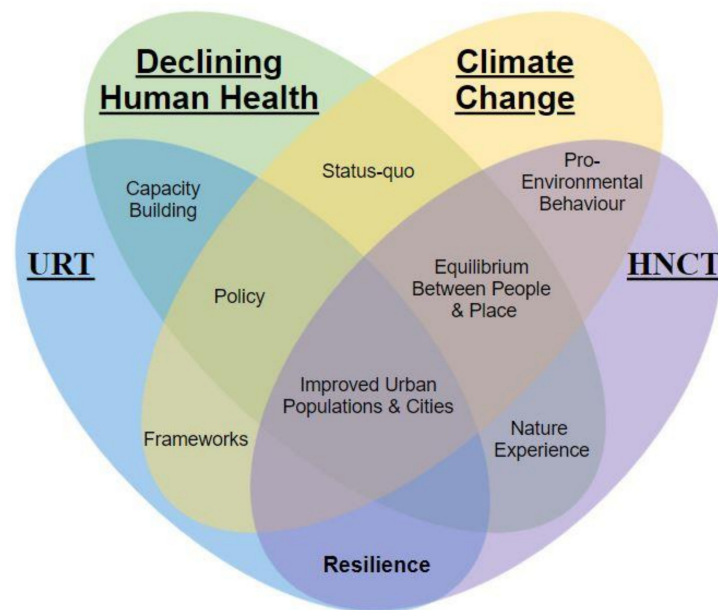 Declining
Human Health
Climate
Change
Capacity
Building
Status-quo
Pro-
Environmental
Behaviour
URT
HNCT
Policy
Equilibrium
Between People
& Place
Improved Urban
Populations & Cities
Frameworks
Nature
Experience
Resilience